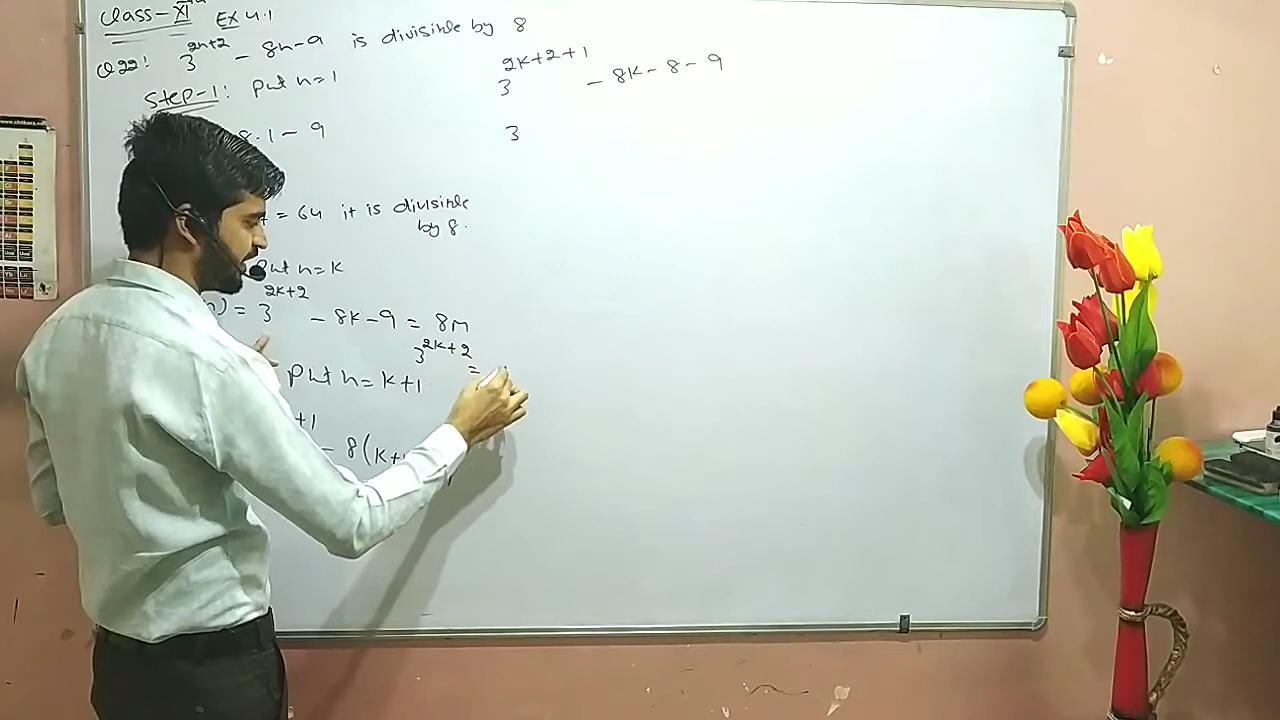 Class-XIth Ex 4.1
Q22: 3^{2n+2} - 8n-9 is divisible by 8
Step-1: Put n=1
8.1-9
= 64 it is divisible
by 8.
Put n=k
= 3^{2k+2} - 8k-9 = 8m
3^{2k+2}
=
Put n=k+1
+1
- 8(k+
3^{2k+2+1} - 8k-8-9
3